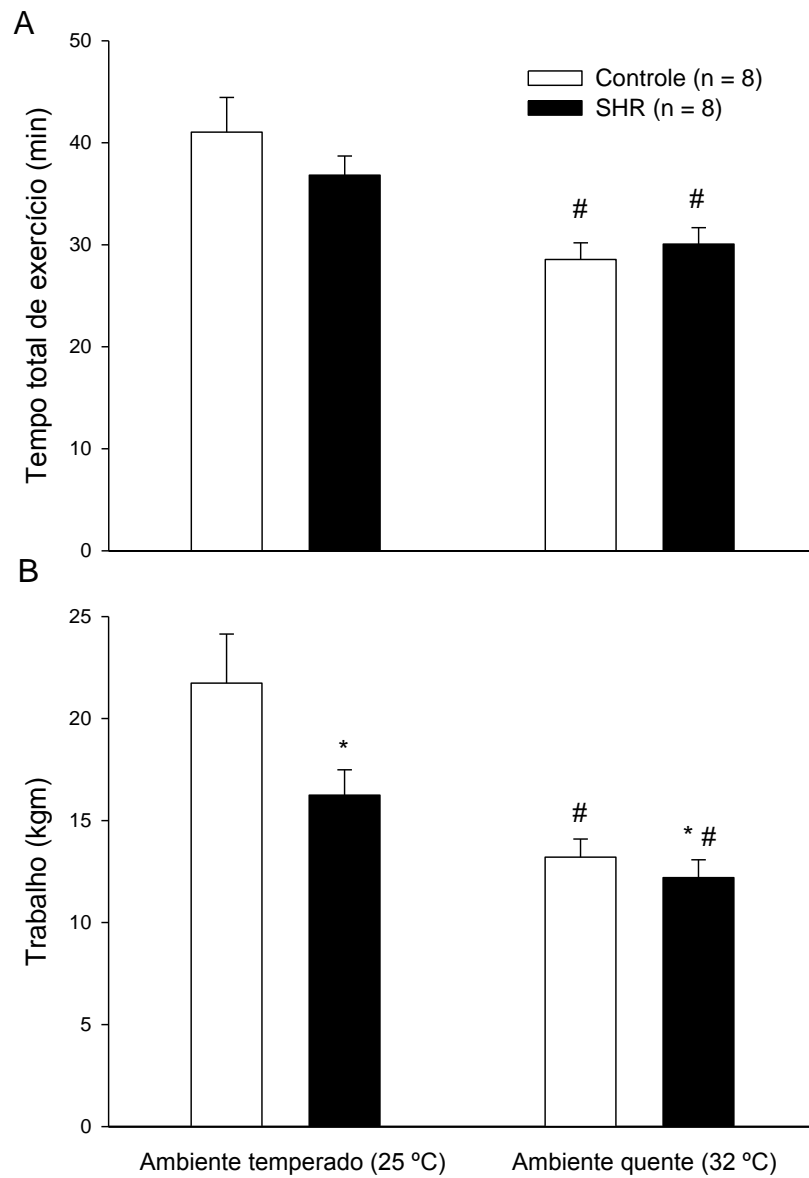 A
Tempo total de exercício (min)
50
40
30
20
10
0
Controle (n = 8)
SHR (n = 8)
#
#
B
Trabalho (kgm)
25
20
15
10
5
0
*
#
* #
Ambiente temperado (25 ºC)
Ambiente quente (32 ºC)